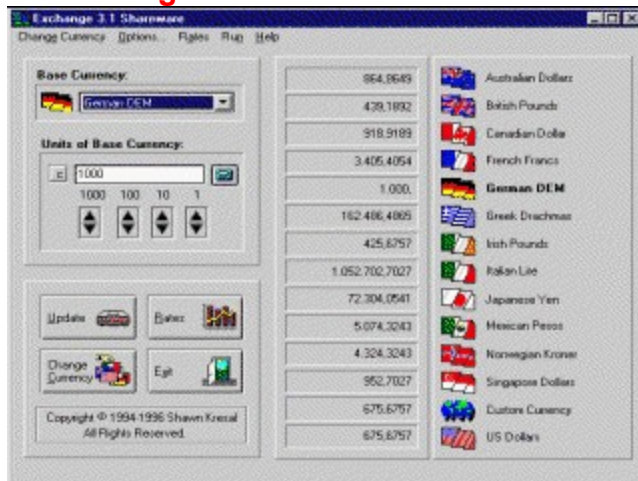 Exchange 3.1 Shareware
Change Currency Options... Rates Run Help
Base Currency:
German DEM
Units of Base Currency:
c 1000
1000 100 10 1
Update
Rates
Change Currency
Exit
Copyright © 1994-1996 Shawn Kresal
All Rights Reserved.
864,8649 Australian Dollars
439,1892 British Pounds
918,9189 Canadian Dollar
3.405,4054 French Francs
1.000, German DEM
162.486,4865 Greek Drachmas
425,6757 Irish Pounds
1.052.702,7027 Italian Lire
72.304,0541 Japanese Yen
5.074,3243 Mexican Pesos
4.324,3243 Norwegian Kroner
952,7027 Singapore Dollars
675,6757 Custom Currency
675,6757 US Dollars